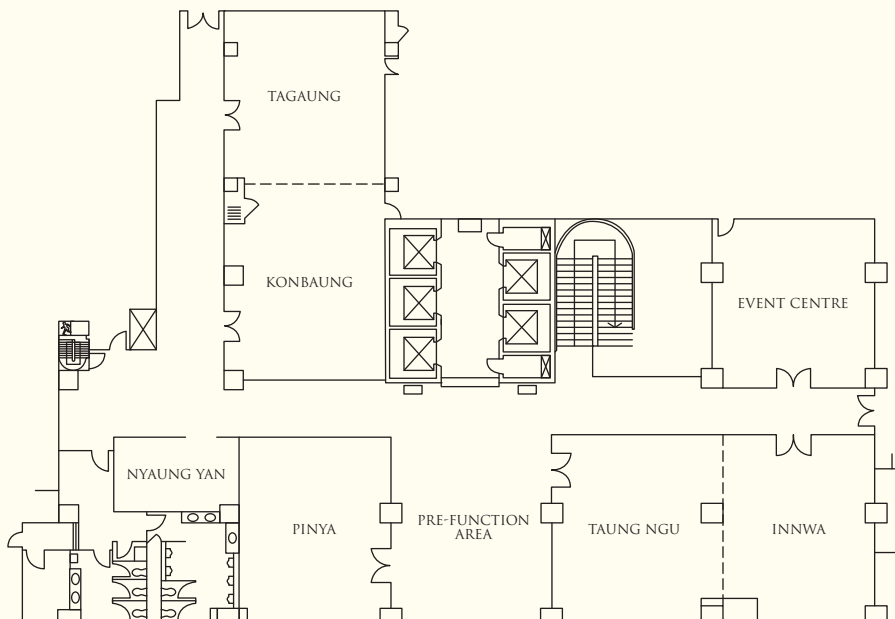 TAGAUNG
KONBAUNG
EVENT CENTRE
NYAUNG YAN
PINYA
PRE-FUNCTION
AREA
TAUNG NGU
INNWA